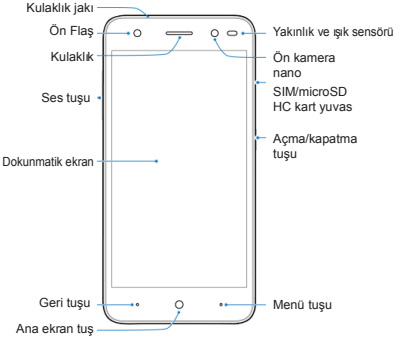 Kulaklık jakı
Ön Flaş
Kulaklık
Ses tuşu
Dokunmatik ekran
Geri tuşu
Ana ekran tuş
Yakınlık ve ışık sensörü
Ön kamera
nano
SIM/microSD
HC kart yuvas
Açma/kapatma
tuşu
Menü tuşu